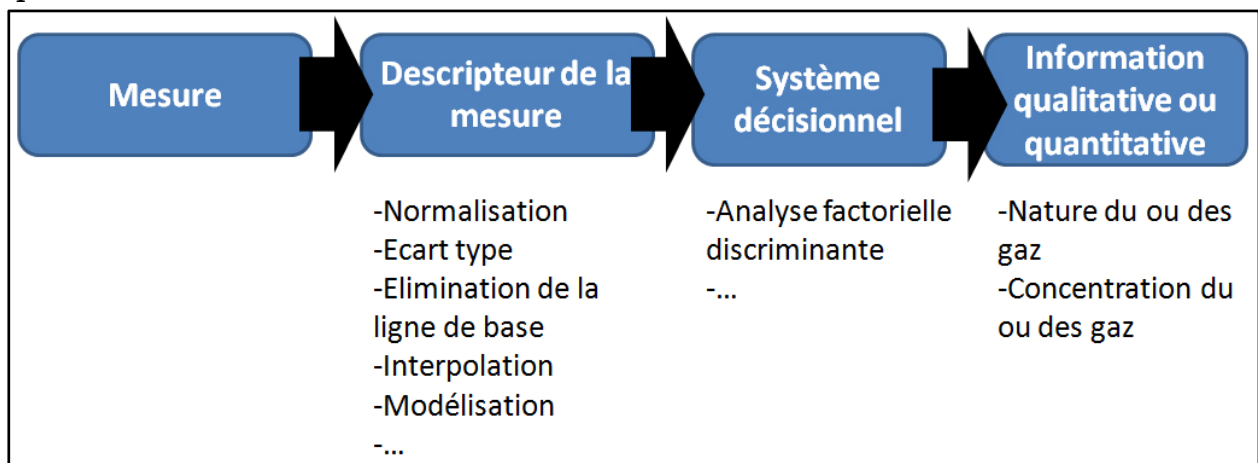 Mesure
Descripteur de la
mesure
Système
décisionnel
Information
qualitative ou
quantitative
-Normalisation
-Ecart type
-Elimination de la
ligne de base
-Interpolation
-Modélisation
-...
-Analyse factorielle
discriminante
-...
-Nature du ou des
gaz
-Concentration du
ou des gaz